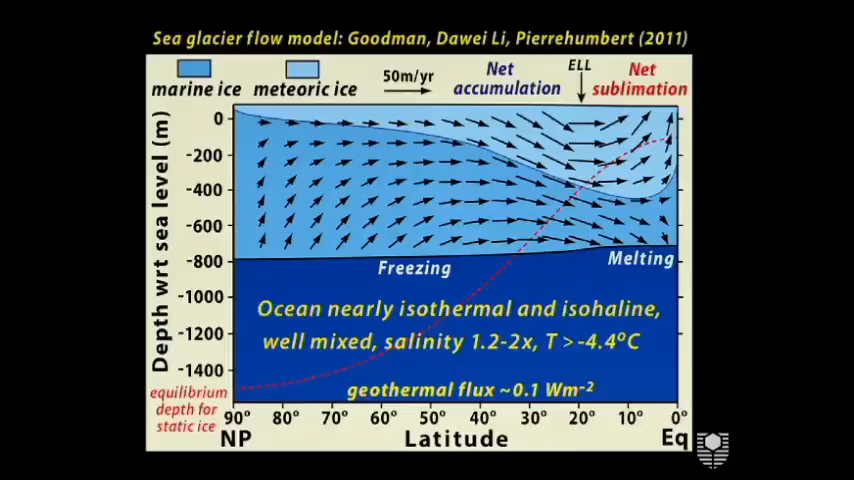 Sea glacier flow model: Goodman, Dawei Li, Pierrehumbert (2011)
marine ice
meteoric ice
50m/yr
Net accumulation
ELL
Net sublimation
Depth wrt sea level (m)
0
-200
-400
-600
-800
-1000
-1200
-1400
Freezing
Melting
Ocean nearly isothermal and isohaline,
well mixed, salinity 1.2-2x, T >-4.4°C
geothermal flux ~0.1 Wm-2
equilibrium
depth for
static ice
90° 80° 70° 60° 50° 40° 30° 20° 10° 0°
NP Latitude Eq